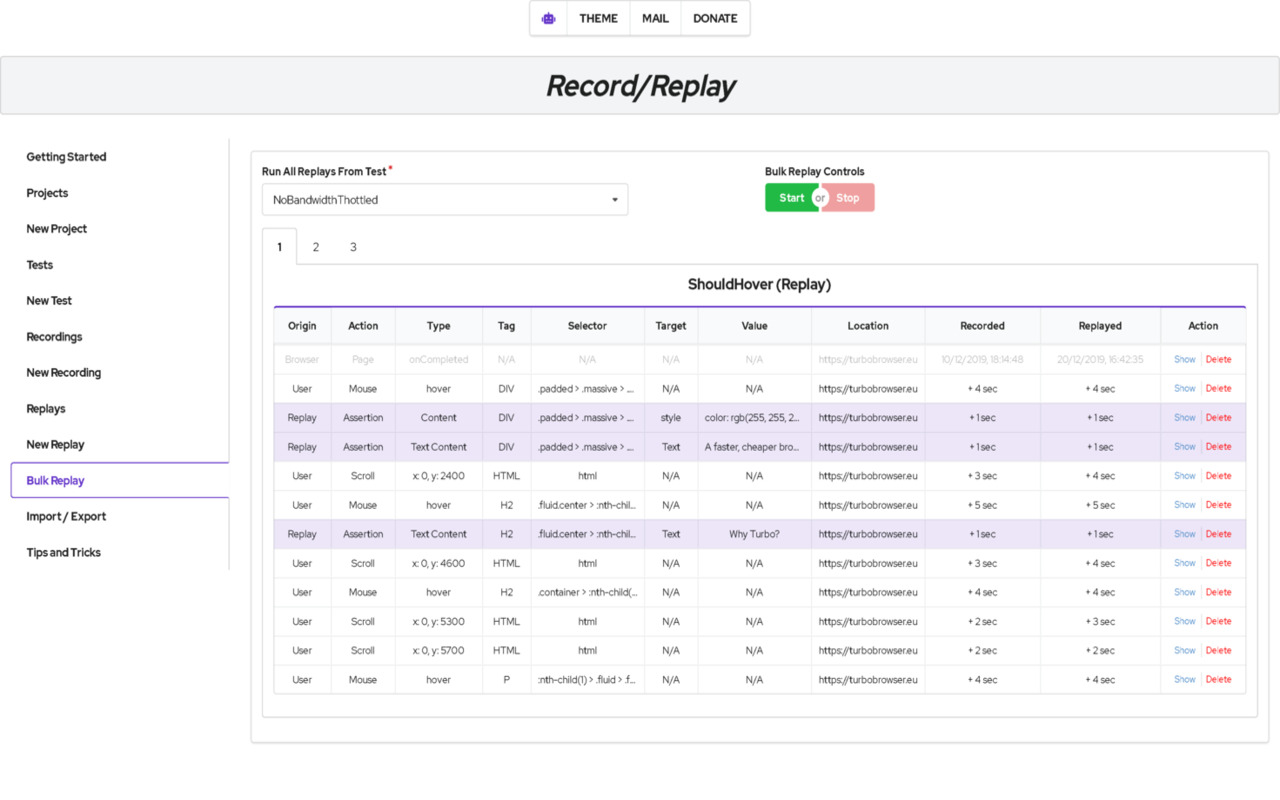 THEME MAIL DONATE
Record/Replay
Getting Started
Projects
New Project
Tests
New Test
Recordings
New Recording
Replays
New Replay
Bulk Replay
Import / Export
Tips and Tricks
Run All Replays From Test *
NoBandwidthThottled
Bulk Replay Controls
Start or Stop
1 2 3
ShouldHover (Replay)
Origin Action Type Tag Selector Target Value Location Recorded Replayed Action
Browser Page onCompleted N/A N/A N/A N/A https://turbobrowser.eu 10/12/2019, 18:14:48 20/12/2019, 16:42:35 Show Delete
User Mouse hover DIV .padded > .massive > ... N/A N/A https://turbobrowser.eu + 4 sec + 4 sec Show Delete
Replay Assertion Content DIV .padded > .massive > ... style color: rgb(255, 255, 2... https://turbobrowser.eu + 1 sec + 1 sec Show Delete
Replay Assertion Text Content DIV .padded > .massive > ... Text A faster, cheaper bro... https://turbobrowser.eu + 1 sec + 1 sec Show Delete
User Scroll x: 0, y: 2400 HTML html N/A N/A https://turbobrowser.eu + 3 sec + 4 sec Show Delete
User Mouse hover H2 .fluid.center > :nth-chil... N/A N/A https://turbobrowser.eu + 5 sec + 5 sec Show Delete
Replay Assertion Text Content H2 .fluid.center > :nth-chil... Text Why Turbo? https://turbobrowser.eu + 1 sec + 1 sec Show Delete
User Scroll x: 0, y: 4600 HTML html N/A N/A https://turbobrowser.eu + 3 sec + 4 sec Show Delete
User Mouse hover H2 .container > :nth-child(... N/A N/A https://turbobrowser.eu + 4 sec + 4 sec Show Delete
User Scroll x: 0, y: 5300 HTML html N/A N/A https://turbobrowser.eu + 2 sec + 3 sec Show Delete
User Scroll x: 0, y: 5700 HTML html N/A N/A https://turbobrowser.eu + 2 sec + 2 sec Show Delete
User Mouse hover P :nth-child(1) > .fluid > .f... N/A N/A https://turbobrowser.eu + 4 sec + 4 sec Show Delete